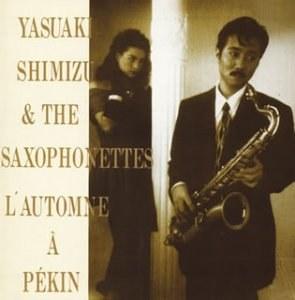 YASUAKI
SHIMIZU
& THE
SAXOPHONETTES
L'AUTOMNE
À
PÉKIN